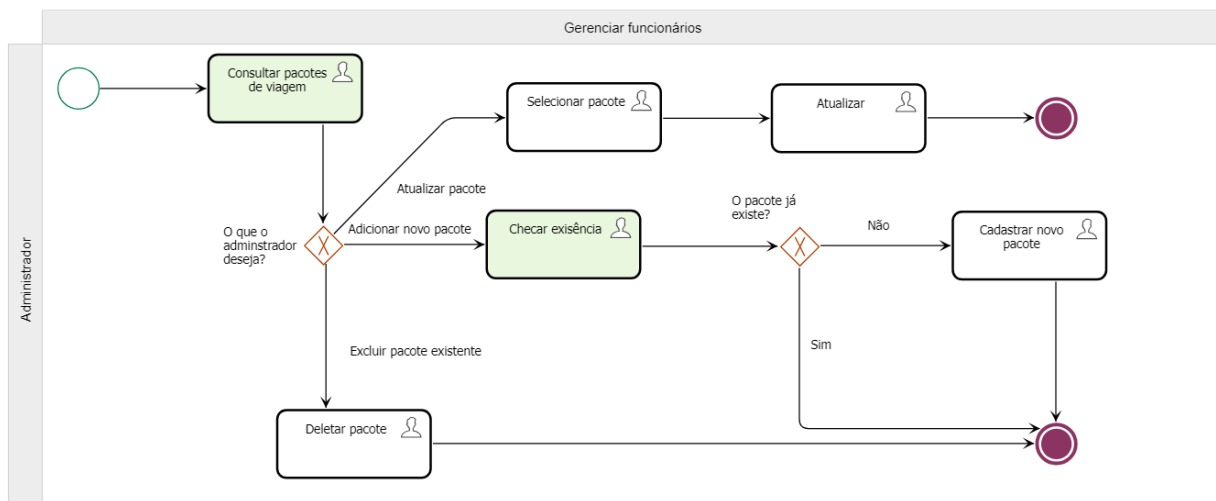 Gerenciar funcionários
Administrador
Consultar pacotes
de viagem
Selecionar pacote
Atualizar
Atualizar pacote
O que o
adminstrador
deseja?
Adicionar novo pacote
Checar exisência
O pacote já
existe?
Não
Cadastrar novo
pacote
Excluir pacote existente
Sim
Deletar pacote